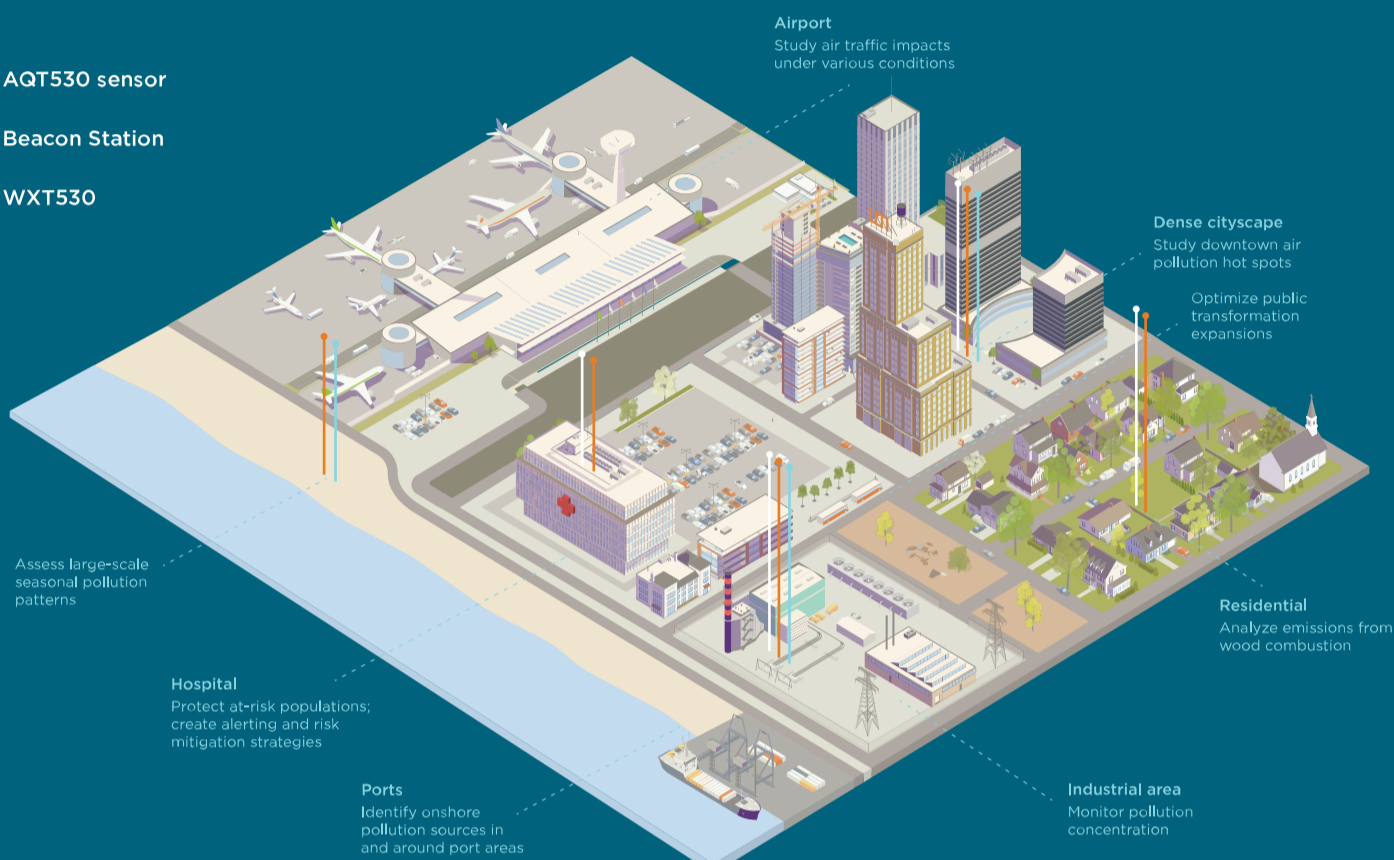 AQT530 sensor
Beacon Station
WXT530
Airport
Study air traffic impacts
under various conditions
Dense cityscape
Study downtown air
pollution hot spots
Optimize public
transformation
expansions
Assess large-scale
seasonal pollution
patterns
Residential
Analyze emissions from
wood combustion
Hospital
Protect at-risk populations;
create alerting and risk
mitigation strategies
Ports
Identify onshore
pollution sources in
and around port areas
Industrial area
Monitor pollution
concentration